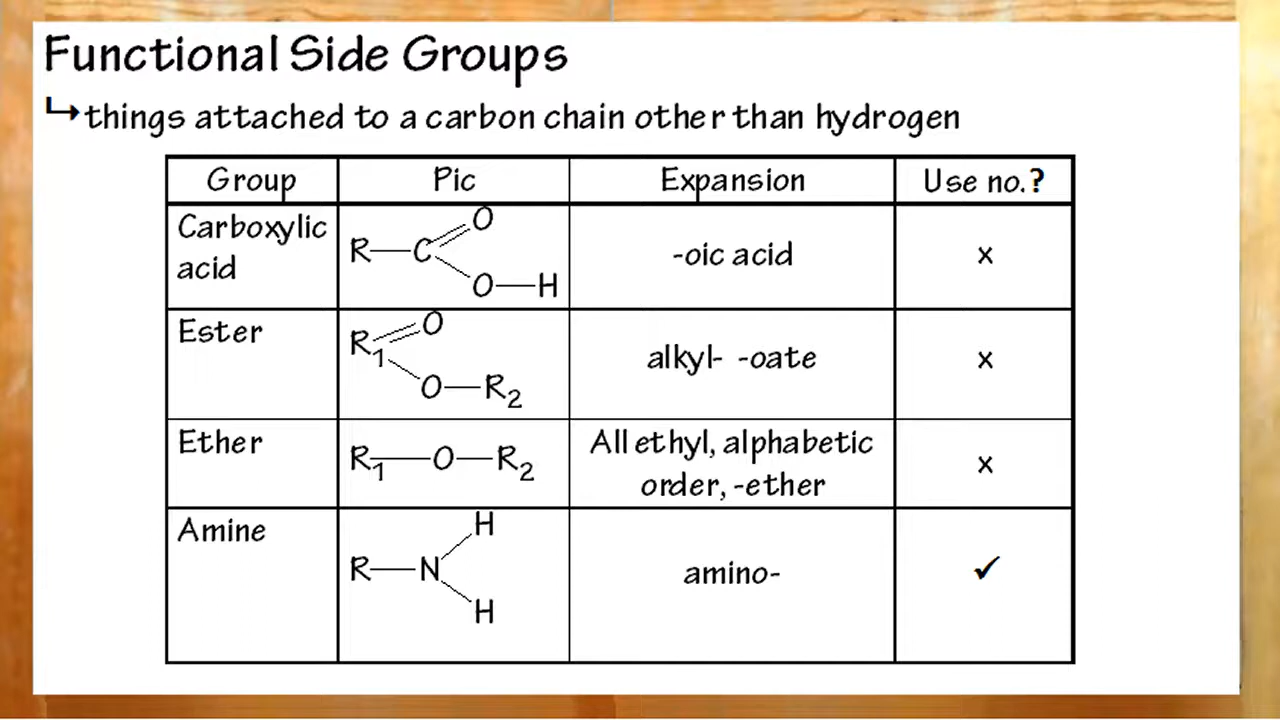 Functional Side Groups
↳things attached to a carbon chain other than hydrogen
Group Pic Expansion Use no.?
Carboxylic
acid
R—C
O
O—H
-oic acid
x
Ester
R1
O
O—R2
alkyl- -oate
x
Ether
R1—O—R2
All ethyl, alphabetic
order, -ether
x
Amine
H
R—N
H
amino-
✓